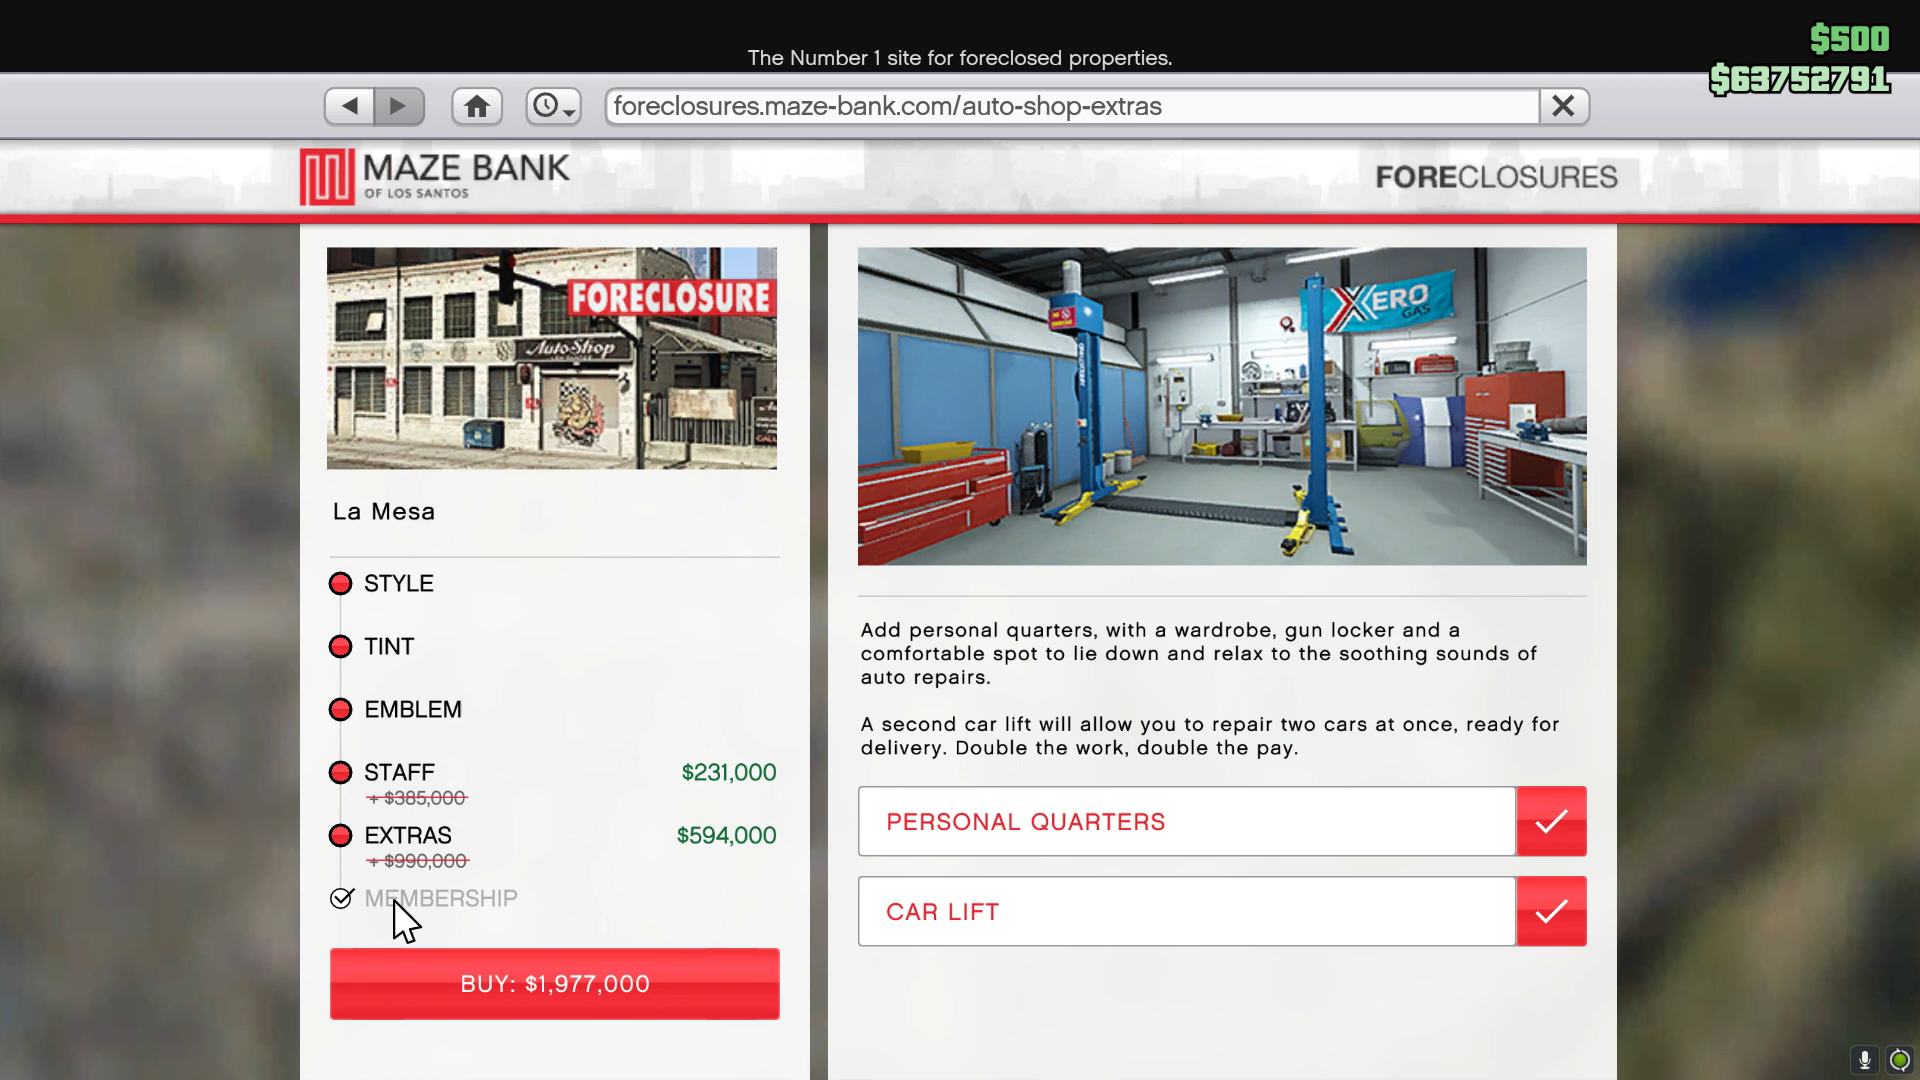 The Number 1 site for foreclosed properties.
$500
$63752791
foreclosures.maze-bank.com/auto-shop-extras
MAZE BANK
OF LOS SANTOS
FORECLOSURES
FORECLOSURE
Auto Shop
XERO
GAS
La Mesa
STYLE
TINT
EMBLEM
STAFF
$231,000
+ $385,000
EXTRAS
$594,000
+ $990,000
MEMBERSHIP
BUY: $1,977,000
Add personal quarters, with a wardrobe, gun locker and a
comfortable spot to lie down and relax to the soothing sounds of
auto repairs.
A second car lift will allow you to repair two cars at once, ready for
delivery. Double the work, double the pay.
PERSONAL QUARTERS
CAR LIFT